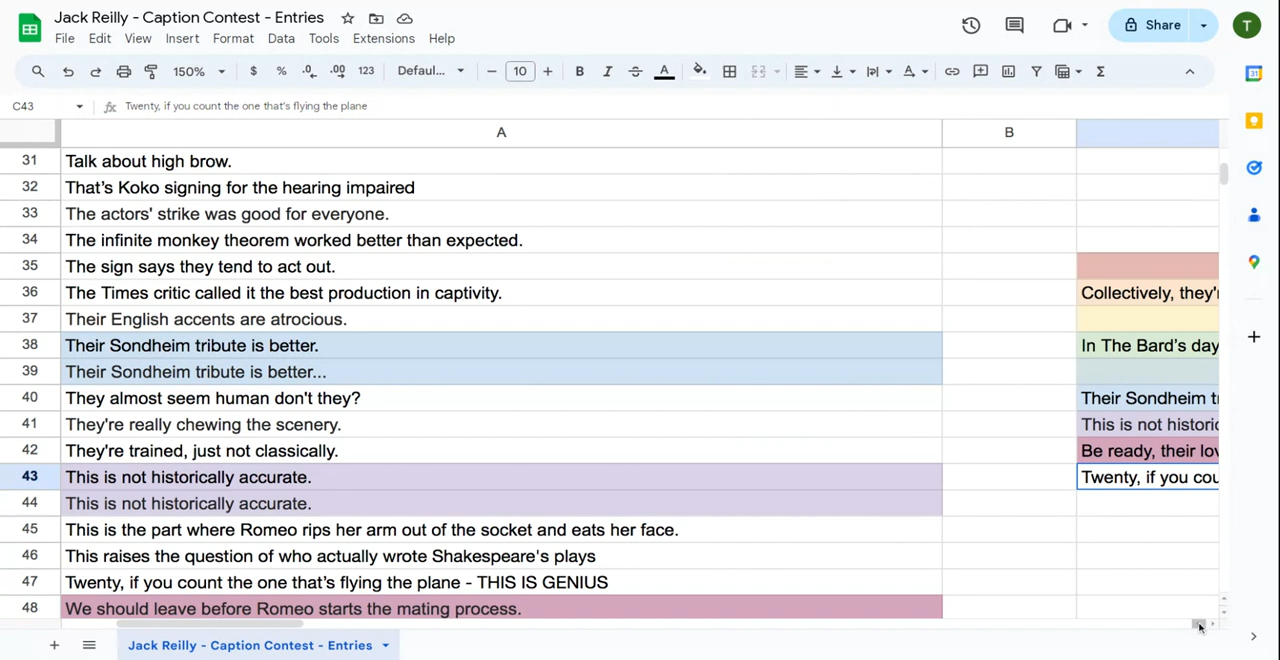 Jack Reilly - Caption Contest - Entries
File Edit View Insert Format Data Tools Extensions Help
Share
T
150% $ % .0 .00 123 Defaul... 10 B I A
C43 Twenty, if you count the one that's flying the plane
A B
31 Talk about high brow.
32 That's Koko signing for the hearing impaired
33 The actors' strike was good for everyone.
34 The infinite monkey theorem worked better than expected.
35 The sign says they tend to act out.
36 The Times critic called it the best production in captivity. Collectively, they'r
37 Their English accents are atrocious.
38 Their Sondheim tribute is better. In The Bard's day
39 Their Sondheim tribute is better...
40 They almost seem human don't they? Their Sondheim tr
41 They're really chewing the scenery. This is not historic
42 They're trained, just not classically. Be ready, their lov
43 This is not historically accurate. Twenty, if you cou
44 This is not historically accurate.
45 This is the part where Romeo rips her arm out of the socket and eats her face.
46 This raises the question of who actually wrote Shakespeare's plays
47 Twenty, if you count the one that's flying the plane - THIS IS GENIUS
48 We should leave before Romeo starts the mating process.
Jack Reilly - Caption Contest - Entries